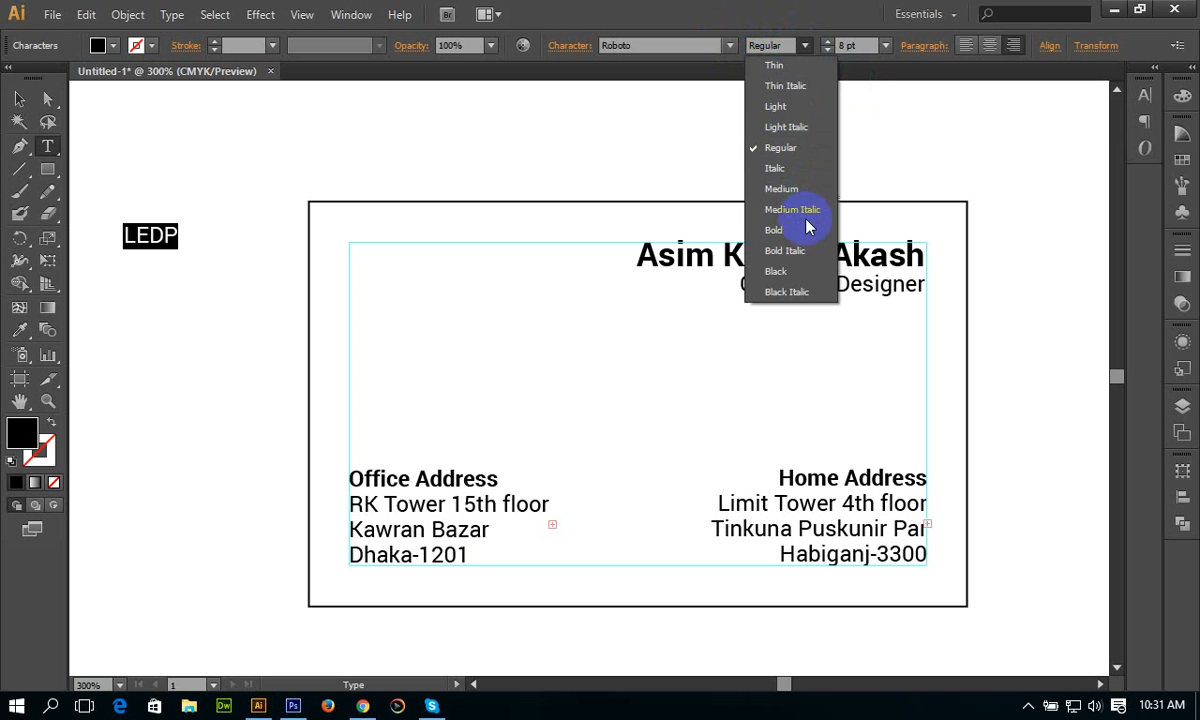 Ai File Edit Object Type Select Effect View Window Help Br Essentials
Characters Stroke: Opacity: 100% Character: Roboto Regular 8 pt Paragraph: Align Transform
Untitled-1* @ 300% (CMYK/Preview)
Thin
Thin Italic
Light
Light Italic
Regular
Italic
Medium
Medium Italic
Bold
Bold Italic
Black
Black Italic
LEDP
Asim K Akash
Designer
Office Address
RK Tower 15th floor
Kawran Bazar
Dhaka-1201
Home Address
Limit Tower 4th floor
Tinkuna Puskunir Par
Habiganj-3300
300% 1 Type
Dw Ai Ps 10:31 AM